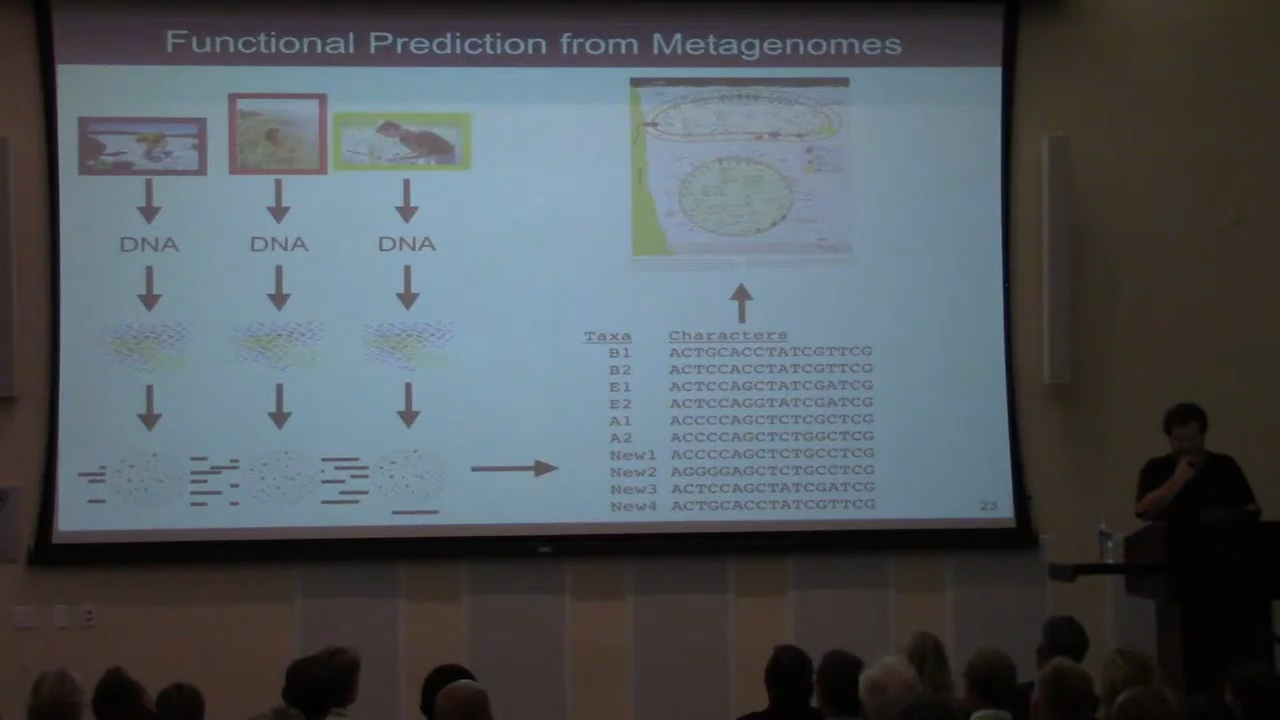 Functional Prediction from Metagenomes
DNA DNA DNA
Taxa Characters
B1 ACTGCACCTATCGTTCG
B2 ACTCCACCTATCGTTCG
E1 ACTCCAGCTATCGATCG
E2 ACTCCAGGTATCGATCG
A1 ACCCCAGCTCTCGCTCG
A2 ACCCCAGCTCTGGCTCG
New1 ACCCCAGCTCTGCCTCG
New2 AGGGGAGCTCTGCCTCG
New3 ACTCCAGCTATCGATCG
New4 ACTGCACCTATCGTTCG
23